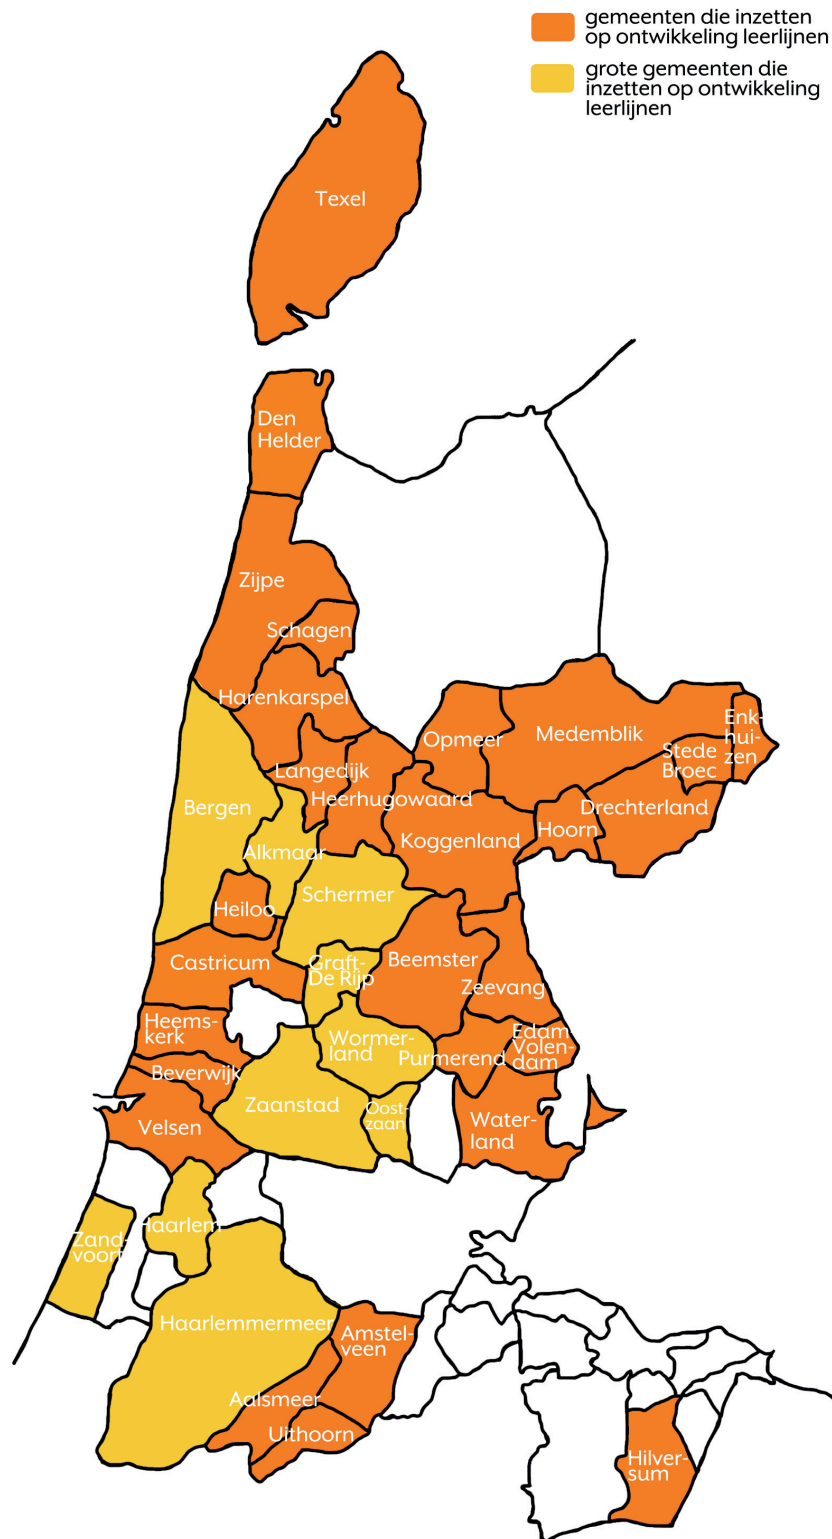 gemeenten die inzetten
op ontwikkeling leerlijnen
grote gemeenten die
inzetten op ontwikkeling
leerlijnen
Texel
Den
Helder
Zijpe
Schagen
Harenkarspel
Opmeer
Medemblik
Enk-
hui-
zen
Stede
Broec
Langedijk
Heerhugowaard
Bergen
Drechterland
Hoorn
Koggenland
Alkmaar
Schermer
Heiloo
Castricum
Graft-
De Rijp
Beemster
Zeevang
Heems-
kerk
Wormer-
land
Purmerend
Edam
Volen-
dam
Beverwijk
Zaanstad
Oost-
zaan
Velsen
Water-
land
Haarlem
Zand-
voort
Haarlemmermeer
Amstel-
veen
Aalsmeer
Uithoorn
Hilver-
sum